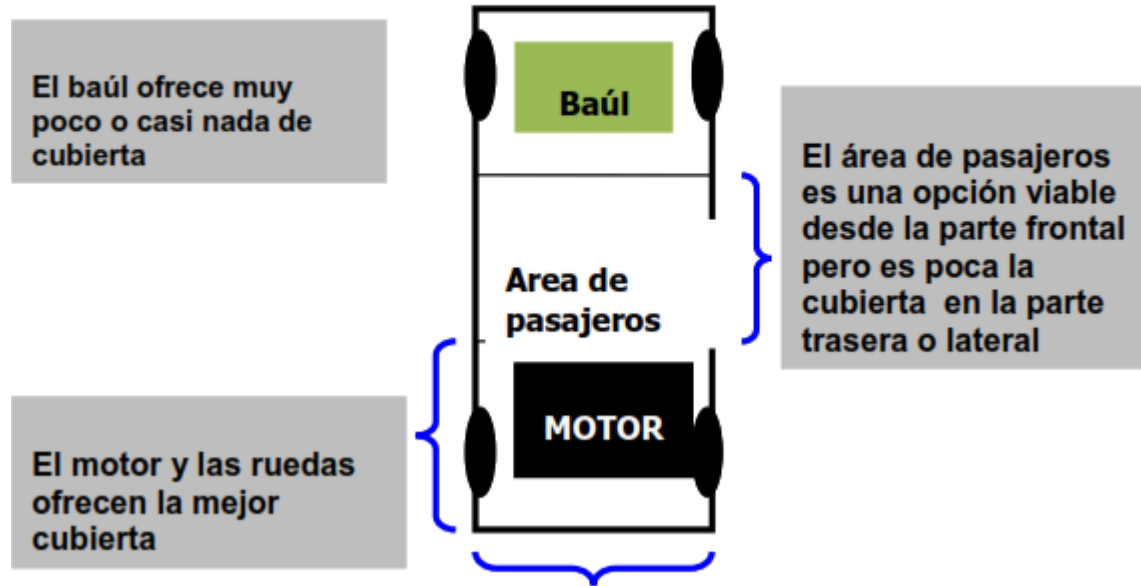 El baúl ofrece muy
poco o casi nada de
cubierta
Baúl
El área de pasajeros
es una opción viable
desde la parte frontal
pero es poca la
cubierta en la parte
trasera o lateral
Area de
pasajeros
MOTOR
El motor y las ruedas
ofrecen la mejor
cubierta